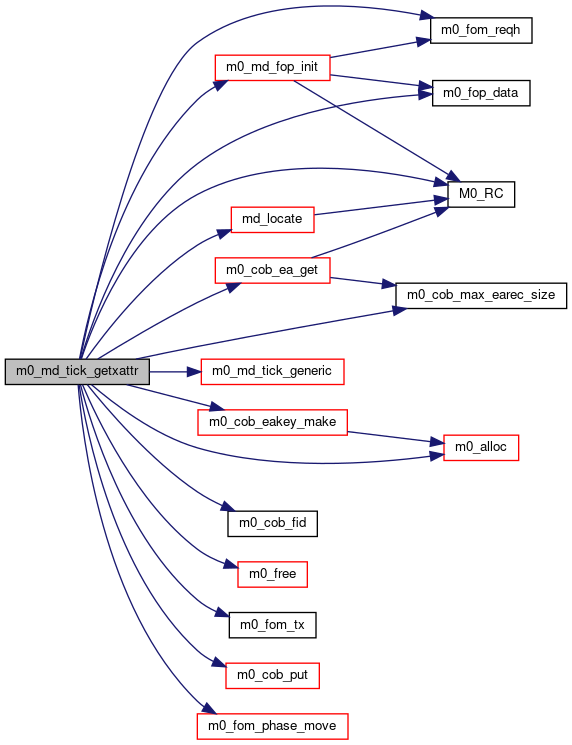 m0_fom_reqh
m0_md_fop_init
m0_fop_data
M0_RC
md_locate
m0_cob_ea_get
m0_cob_max_earec_size
m0_md_tick_getxattr
m0_md_tick_generic
m0_cob_eakey_make
m0_alloc
m0_cob_fid
m0_free
m0_fom_tx
m0_cob_put
m0_fom_phase_move